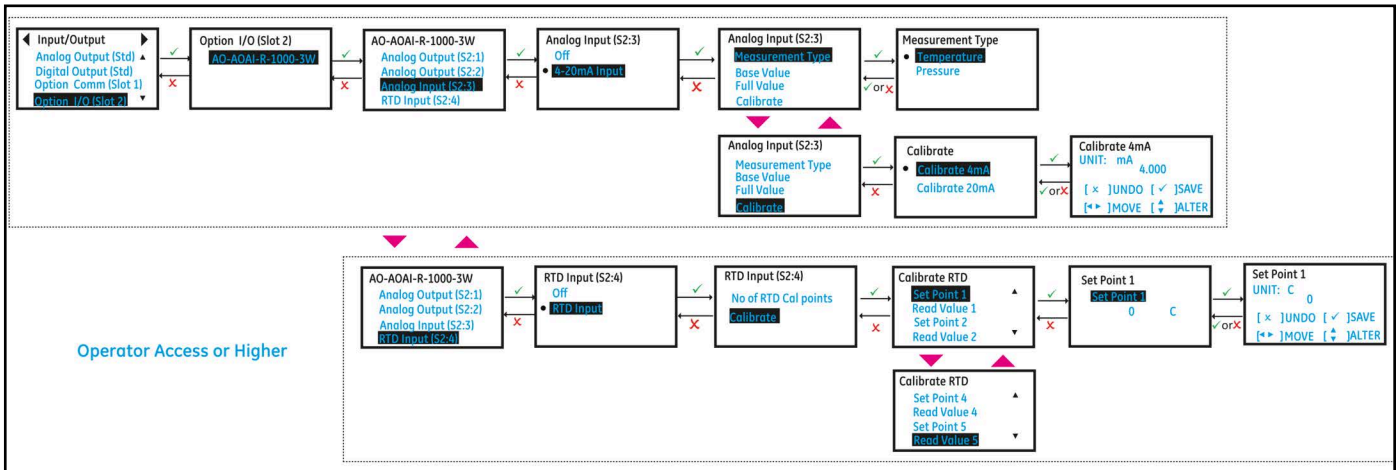 Input/Output
Analog Output (Std)
Digital Output (Std)
Option Comm (Slot 1)
Option I/O (Slot 2)
✓
x
Option I/O (Slot 2)
AO-AOAI-R-1000-3W
✓
x
AO-AOAI-R-1000-3W
Analog Output (S2:1)
Analog Output (S2:2)
Analog Input (S2:3)
RTD Input (S2:4)
✓
x
Analog Input (S2:3)
Off
• 4-20mA Input
✓
x
Analog Input (S2:3)
Measurement Type
Base Value
Full Value
Calibrate
✓
✓orx
Measurement Type
• Temperature
Pressure
Analog Input (S2:3)
Measurement Type
Base Value
Full Value
Calibrate
✓
x
Calibrate
• Calibrate 4mA
Calibrate 20mA
✓
✓orx
Calibrate 4mA
UNIT: mA
4.000
[ x ]UNDO [ ✓ ]SAVE
[◄►]MOVE [▲▼]ALTER
Operator Access or Higher
AO-AOAI-R-1000-3W
Analog Output (S2:1)
Analog Output (S2:2)
Analog Input (S2:3)
RTD Input (S2:4)
✓
x
RTD Input (S2:4)
Off
• RTD Input
✓
x
RTD Input (S2:4)
No of RTD Cal points
Calibrate
✓
x
Calibrate RTD
Set Point 1
Read Value 1
Set Point 2
Read Value 2
✓
x
Set Point 1
Set Point 1
0 C
✓
✓orx
Set Point 1
UNIT: C
0
[ x ]UNDO [ ✓ ]SAVE
[◄►]MOVE [▲▼]ALTER
Calibrate RTD
Set Point 4
Read Value 4
Set Point 5
Read Value 5